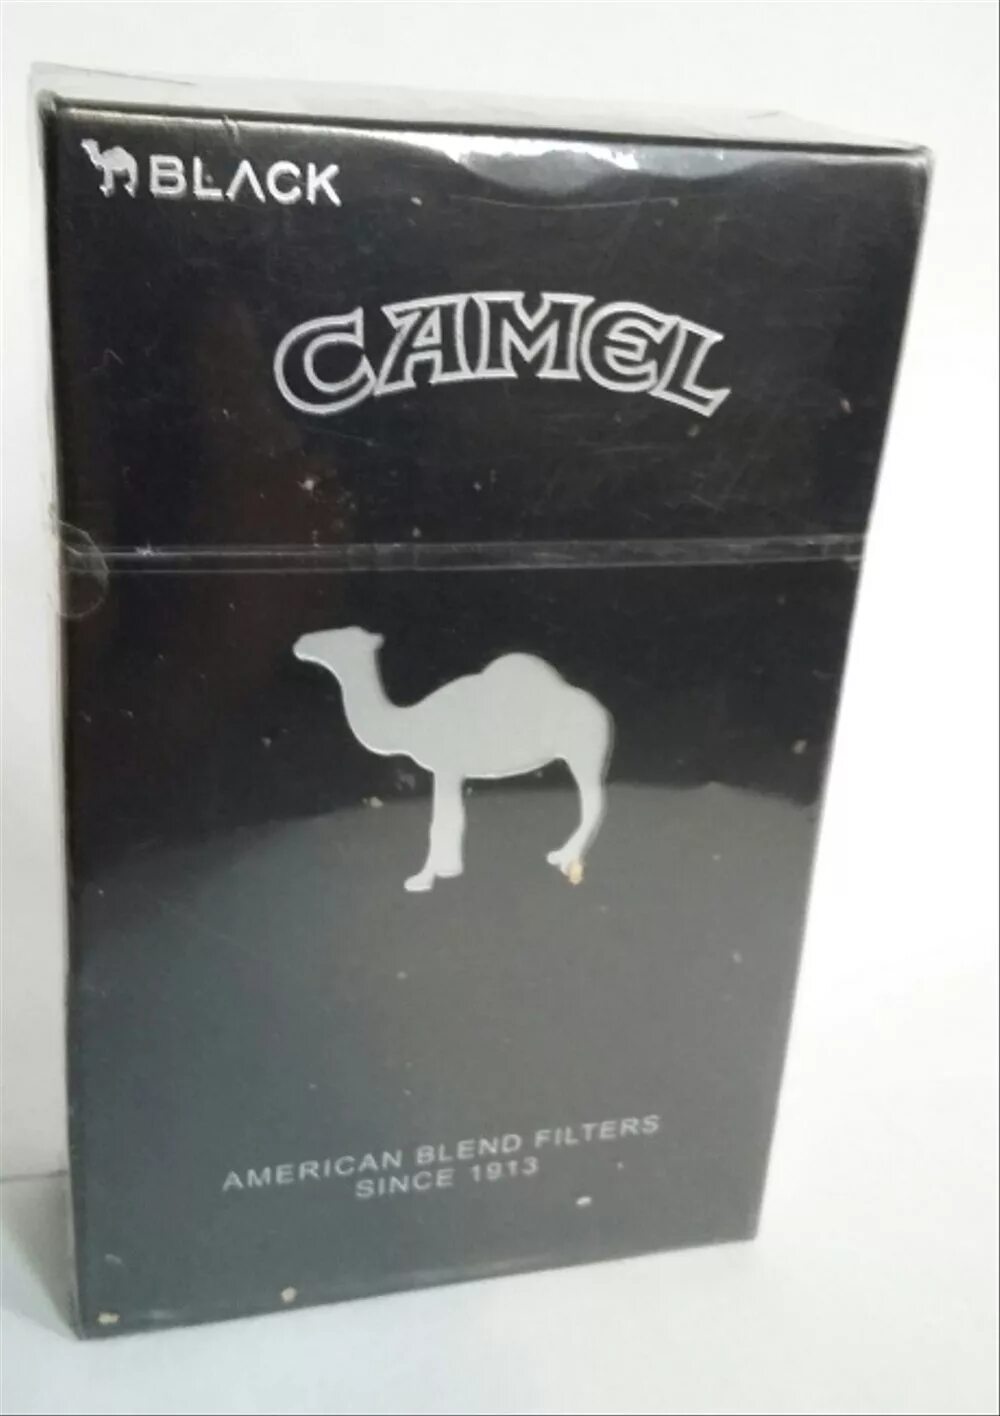 BLACK
CAMEL
AMERICAN BLEND FILTERS
SINCE 1913